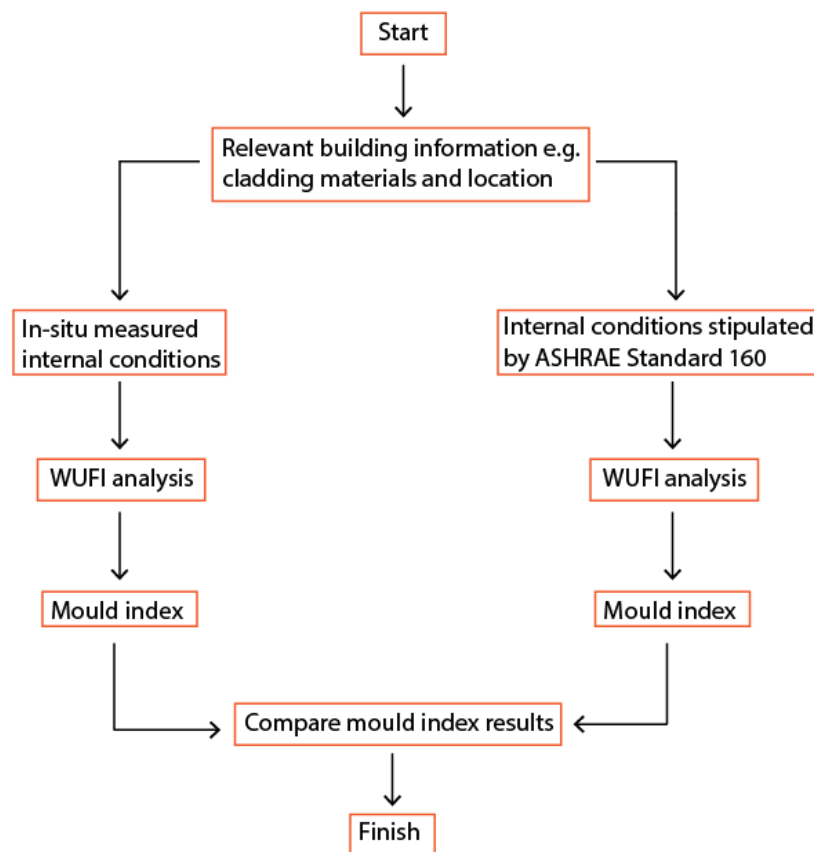 Start
Relevant building information e.g.
cladding materials and location
In-situ measured
internal conditions
Internal conditions stipulated
by ASHRAE Standard 160
WUFI analysis
WUFI analysis
Mould index
Mould index
Compare mould index results
Finish